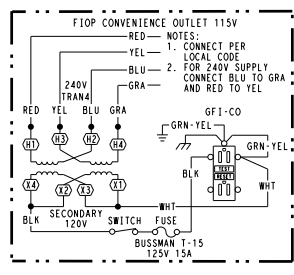 FIOP CONVENIENCE OUTLET 115V
RED
NOTES:
YEL
1. CONNECT PER
LOCAL CODE
BLU
2. FOR 240V SUPPLY
CONNECT BLU TO GRA
AND RED TO YEL
GRA
240V
TRAN4
RED YEL BLU GRA
GFI-CO
GRN-YEL
H1 H3 H2 H4
GRN-YEL
BLK
TEST
RESET
X4 X2 X3 X1
WHT
WHT
BLK
SECONDARY
120V
SWITCH FUSE
BUSSMAN T-15
125V 15A